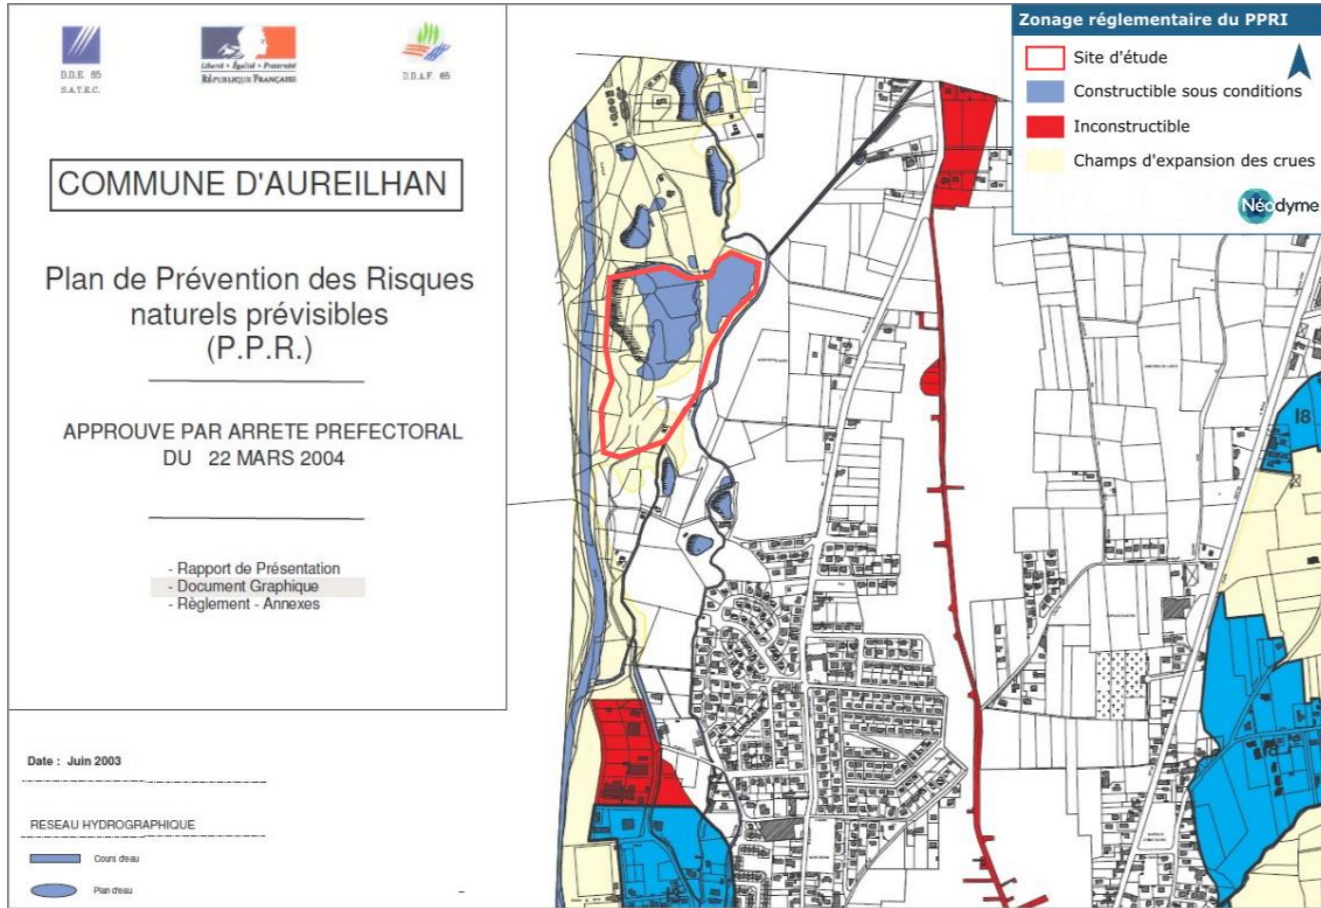 D.D.E. 65
S.A.T.E.C.
Liberté • Égalité • Fraternité
RÉPUBLIQUE FRANÇAISE
D.D.A.F. 65
COMMUNE D'AUREILHAN
Plan de Prévention des Risques
naturels prévisibles
(P.P.R.)
APPROUVE PAR ARRETE PREFECTORAL
DU 22 MARS 2004
- Rapport de Présentation
- Document Graphique
- Règlement - Annexes
Date : Juin 2003
RESEAU HYDROGRAPHIQUE
Cours d'eau
Plan d'eau
Zonage réglementaire du PPRI
Site d'étude
Constructible sous conditions
Inconstructible
Champs d'expansion des crues
Néodyme
I8